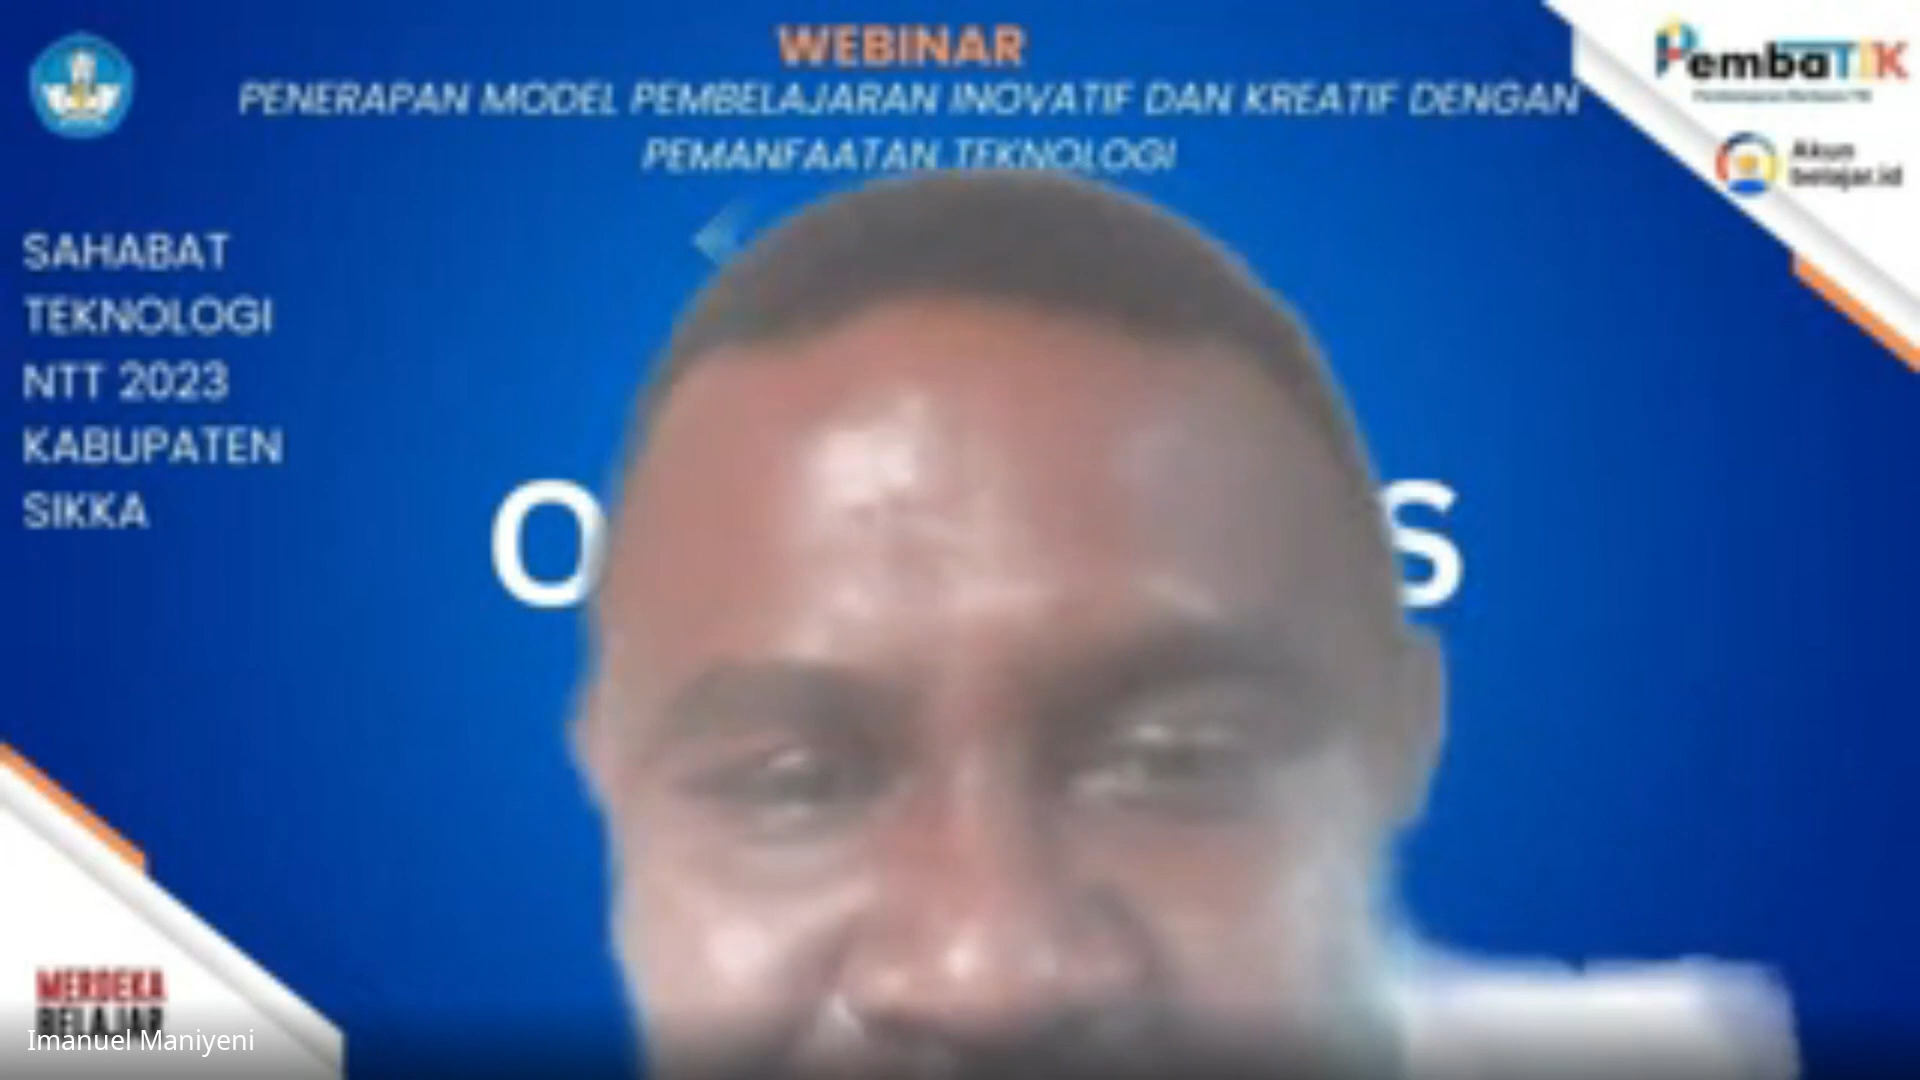 WEBINAR
PENERAPAN MODEL PEMBELAJARAN INOVATIF DAN KREATIF DENGAN
PEMANFAATAN TEKNOLOGI
PembaTIK
Akun
belajar.id
SAHABAT
TEKNOLOGI
NTT 2023
KABUPATEN
SIKKA
O S
MERDEKA
BELAJAR
Imanuel Maniyeni